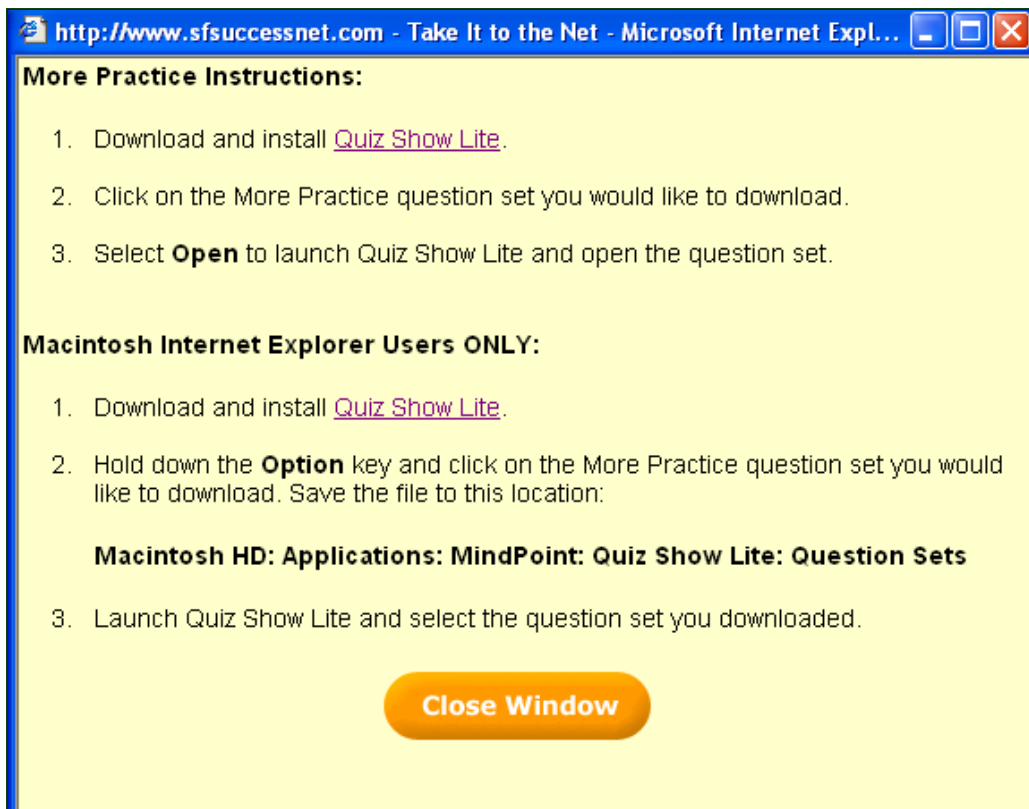 http://www.sfsuccessnet.com - Take It to the Net - Microsoft Internet Expl...
More Practice Instructions:
1. Download and install Quiz Show Lite.
2. Click on the More Practice question set you would like to download.
3. Select Open to launch Quiz Show Lite and open the question set.
Macintosh Internet Explorer Users ONLY:
1. Download and install Quiz Show Lite.
2. Hold down the Option key and click on the More Practice question set you would
like to download. Save the file to this location:
Macintosh HD: Applications: MindPoint: Quiz Show Lite: Question Sets
3. Launch Quiz Show Lite and select the question set you downloaded.
Close Window